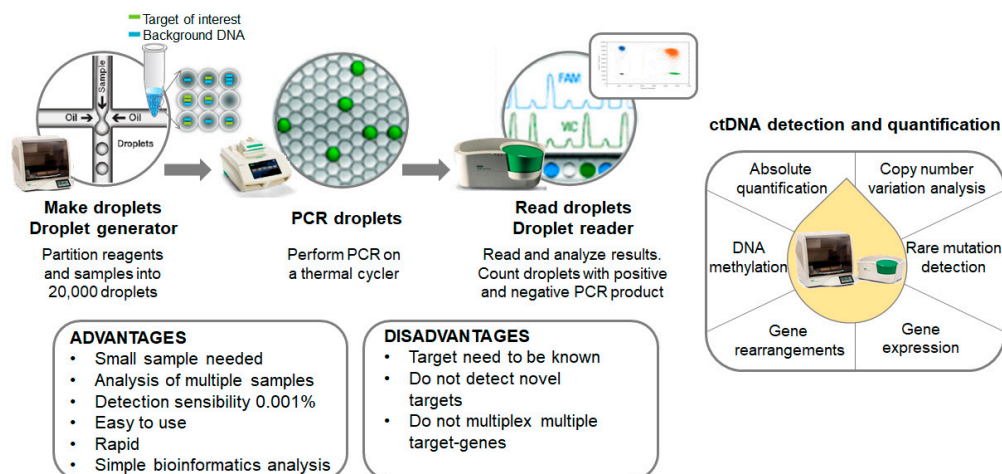 Target of interest
Background DNA
Sample
Oil
Oil
Droplets
FAM
VIC
Make droplets
Droplet generator
Partition reagents
and samples into
20,000 droplets
PCR droplets
Perform PCR on
a thermal cycler
Read droplets
Droplet reader
Read and analyze results.
Count droplets with positive
and negative PCR product
ctDNA detection and quantification
Absolute
quantification
Copy number
variation analysis
DNA
methylation
Rare mutation
detection
Gene
rearrangements
Gene
expression
ADVANTAGES
• Small sample needed
• Analysis of multiple samples
• Detection sensibility 0.001%
• Easy to use
• Rapid
• Simple bioinformatics analysis
DISADVANTAGES
• Target need to be known
• Do not detect novel
targets
• Do not multiplex multiple
target-genes